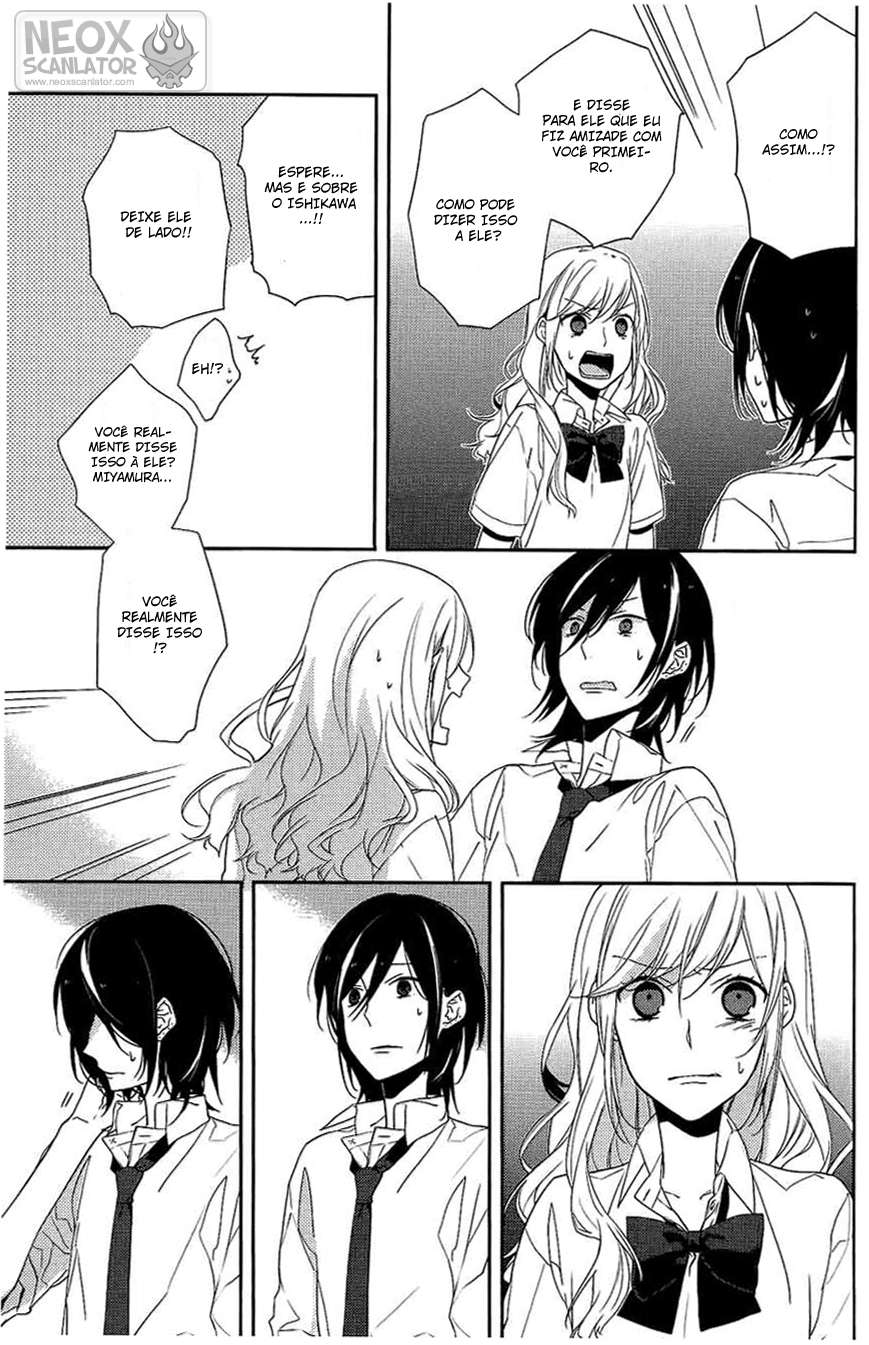 NEOX
SCANLATOR
www.neoxscanlator.com
COMO
ASSIM...!?
E DISSE
PARA ELE QUE EU
FIZ AMIZADE COM
VOCÊ PRIMEI-
RO.
COMO PODE
DIZER ISSO
A ELE?
ESPERE...
MAS E SOBRE
O ISHIKAWA
...!!
DEIXE ELE
DE LADO!!
EH!?
VOCÊ REAL-
MENTE DISSE
ISSO À ELE?
MIYAMURA...
VOCÊ
REALMENTE
DISSE ISSO
!?